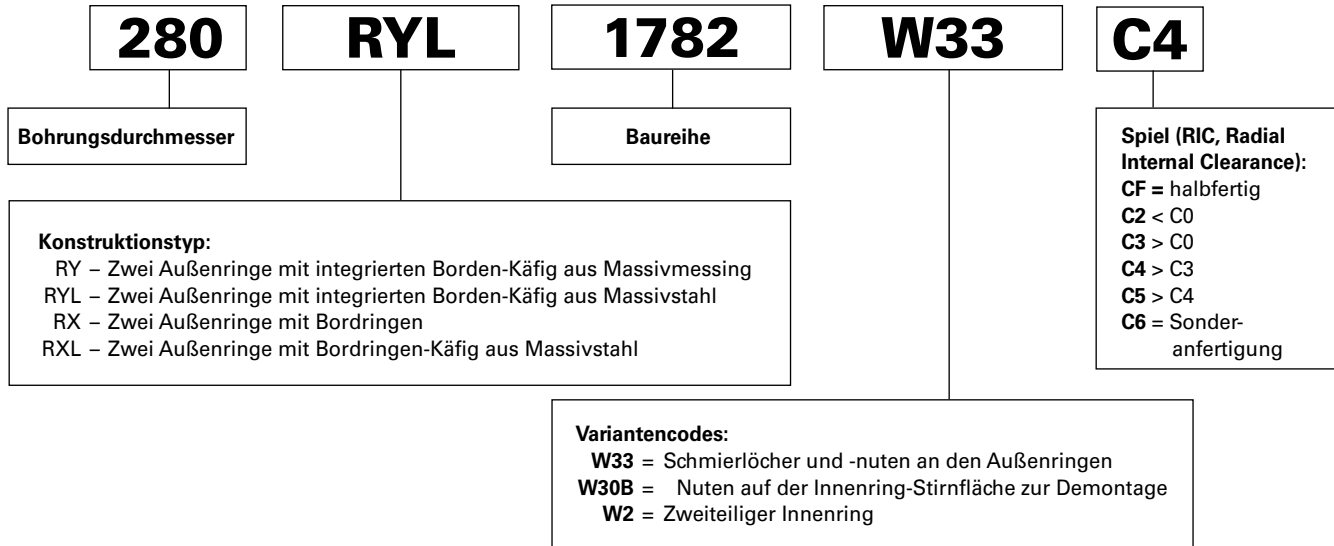 280 RYL 1782 W33 C4
Bohrungsdurchmesser
Baureihe
Spiel (RIC, Radial
Internal Clearance):
CF = halbfertig
C2 < C0
C3 > C0
C4 > C3
C5 > C4
C6 = Sonder-
anfertigung
Konstruktionstyp:
RY – Zwei Außenringe mit integrierten Borden-Käfig aus Massivmessing
RYL – Zwei Außenringe mit integrierten Borden-Käfig aus Massivstahl
RX – Zwei Außenringe mit Bordringen
RXL – Zwei Außenringe mit Bordringen-Käfig aus Massivstahl
Variantencodes:
W33 = Schmierlöcher und -nuten an den Außenringen
W30B = Nuten auf der Innenring-Stirnfläche zur Demontage
W2 = Zweiteiliger Innenring